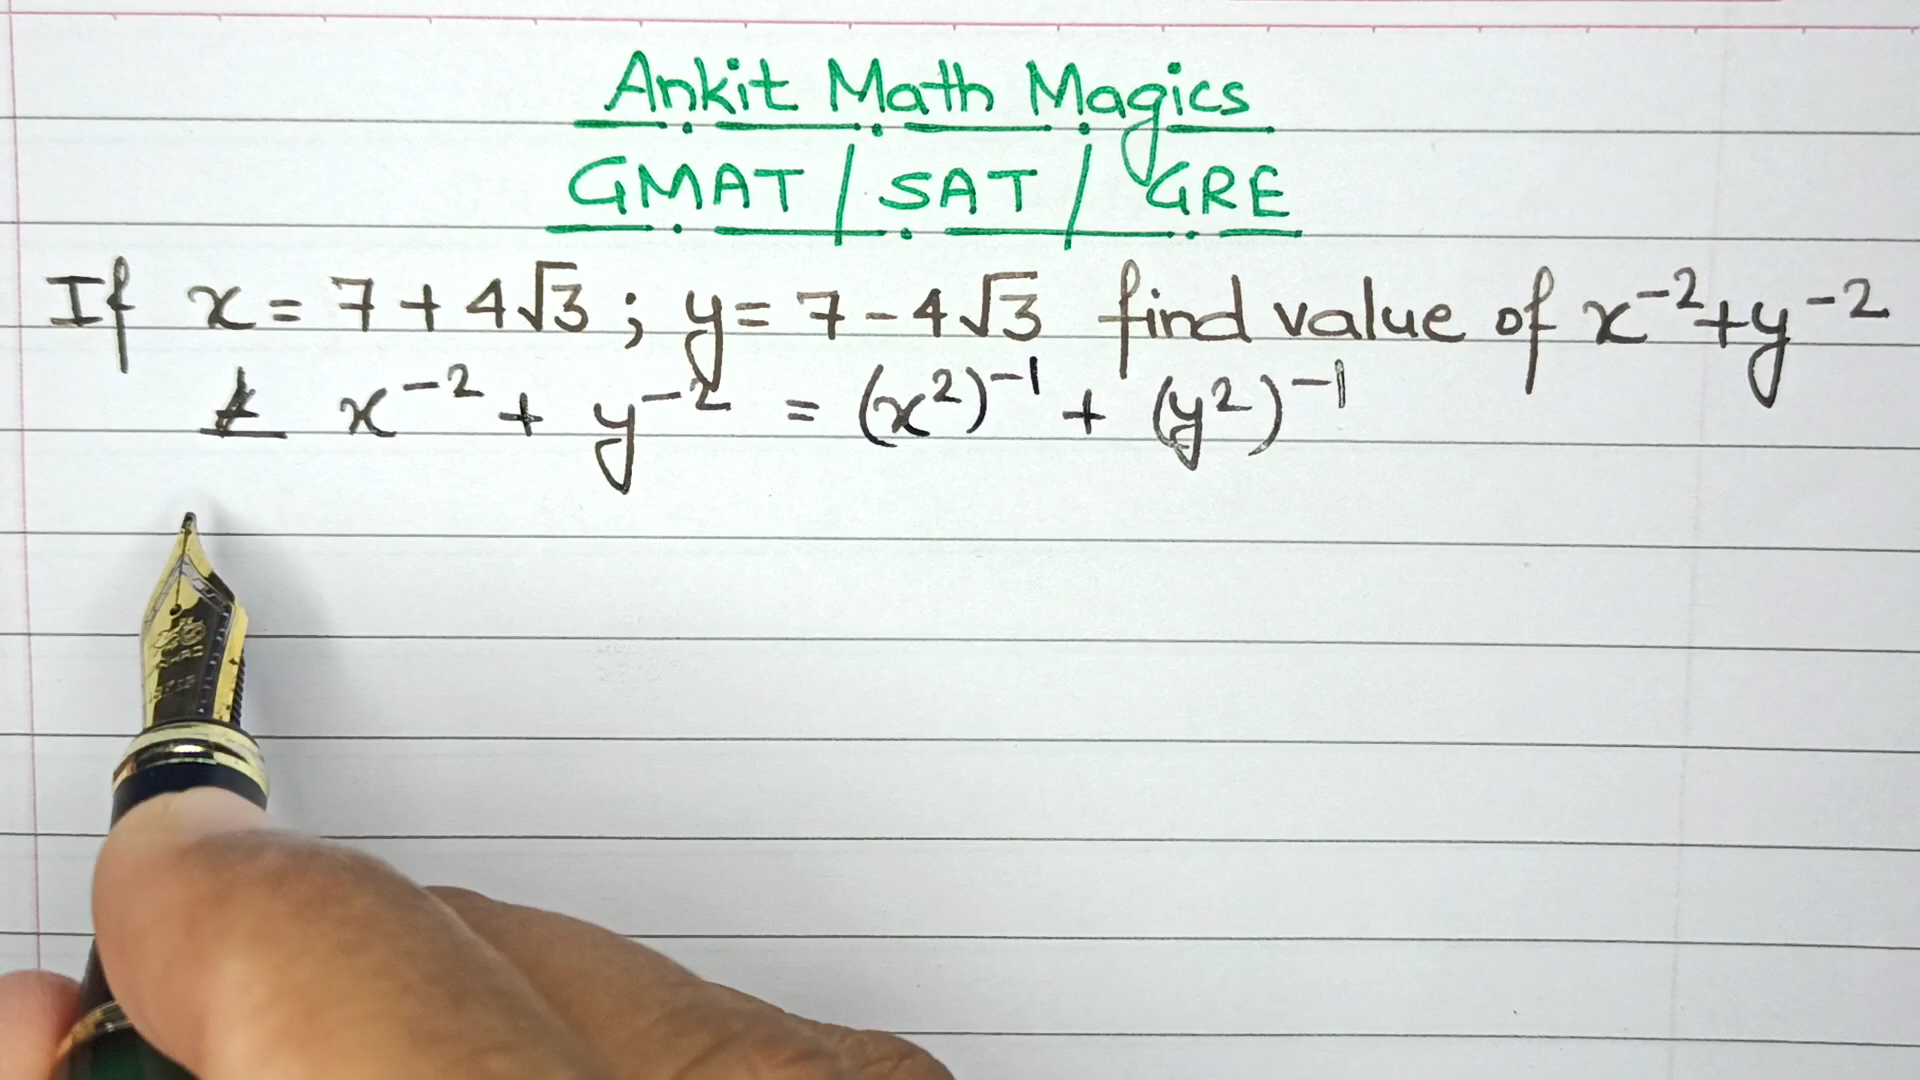 Ankit Math Magics
GMAT / SAT / GRE
If x = 7 + 4√3 ; y = 7 - 4√3 find value of x⁻² + y⁻²
x⁻² + y⁻² = (x²)⁻¹ + (y²)⁻¹